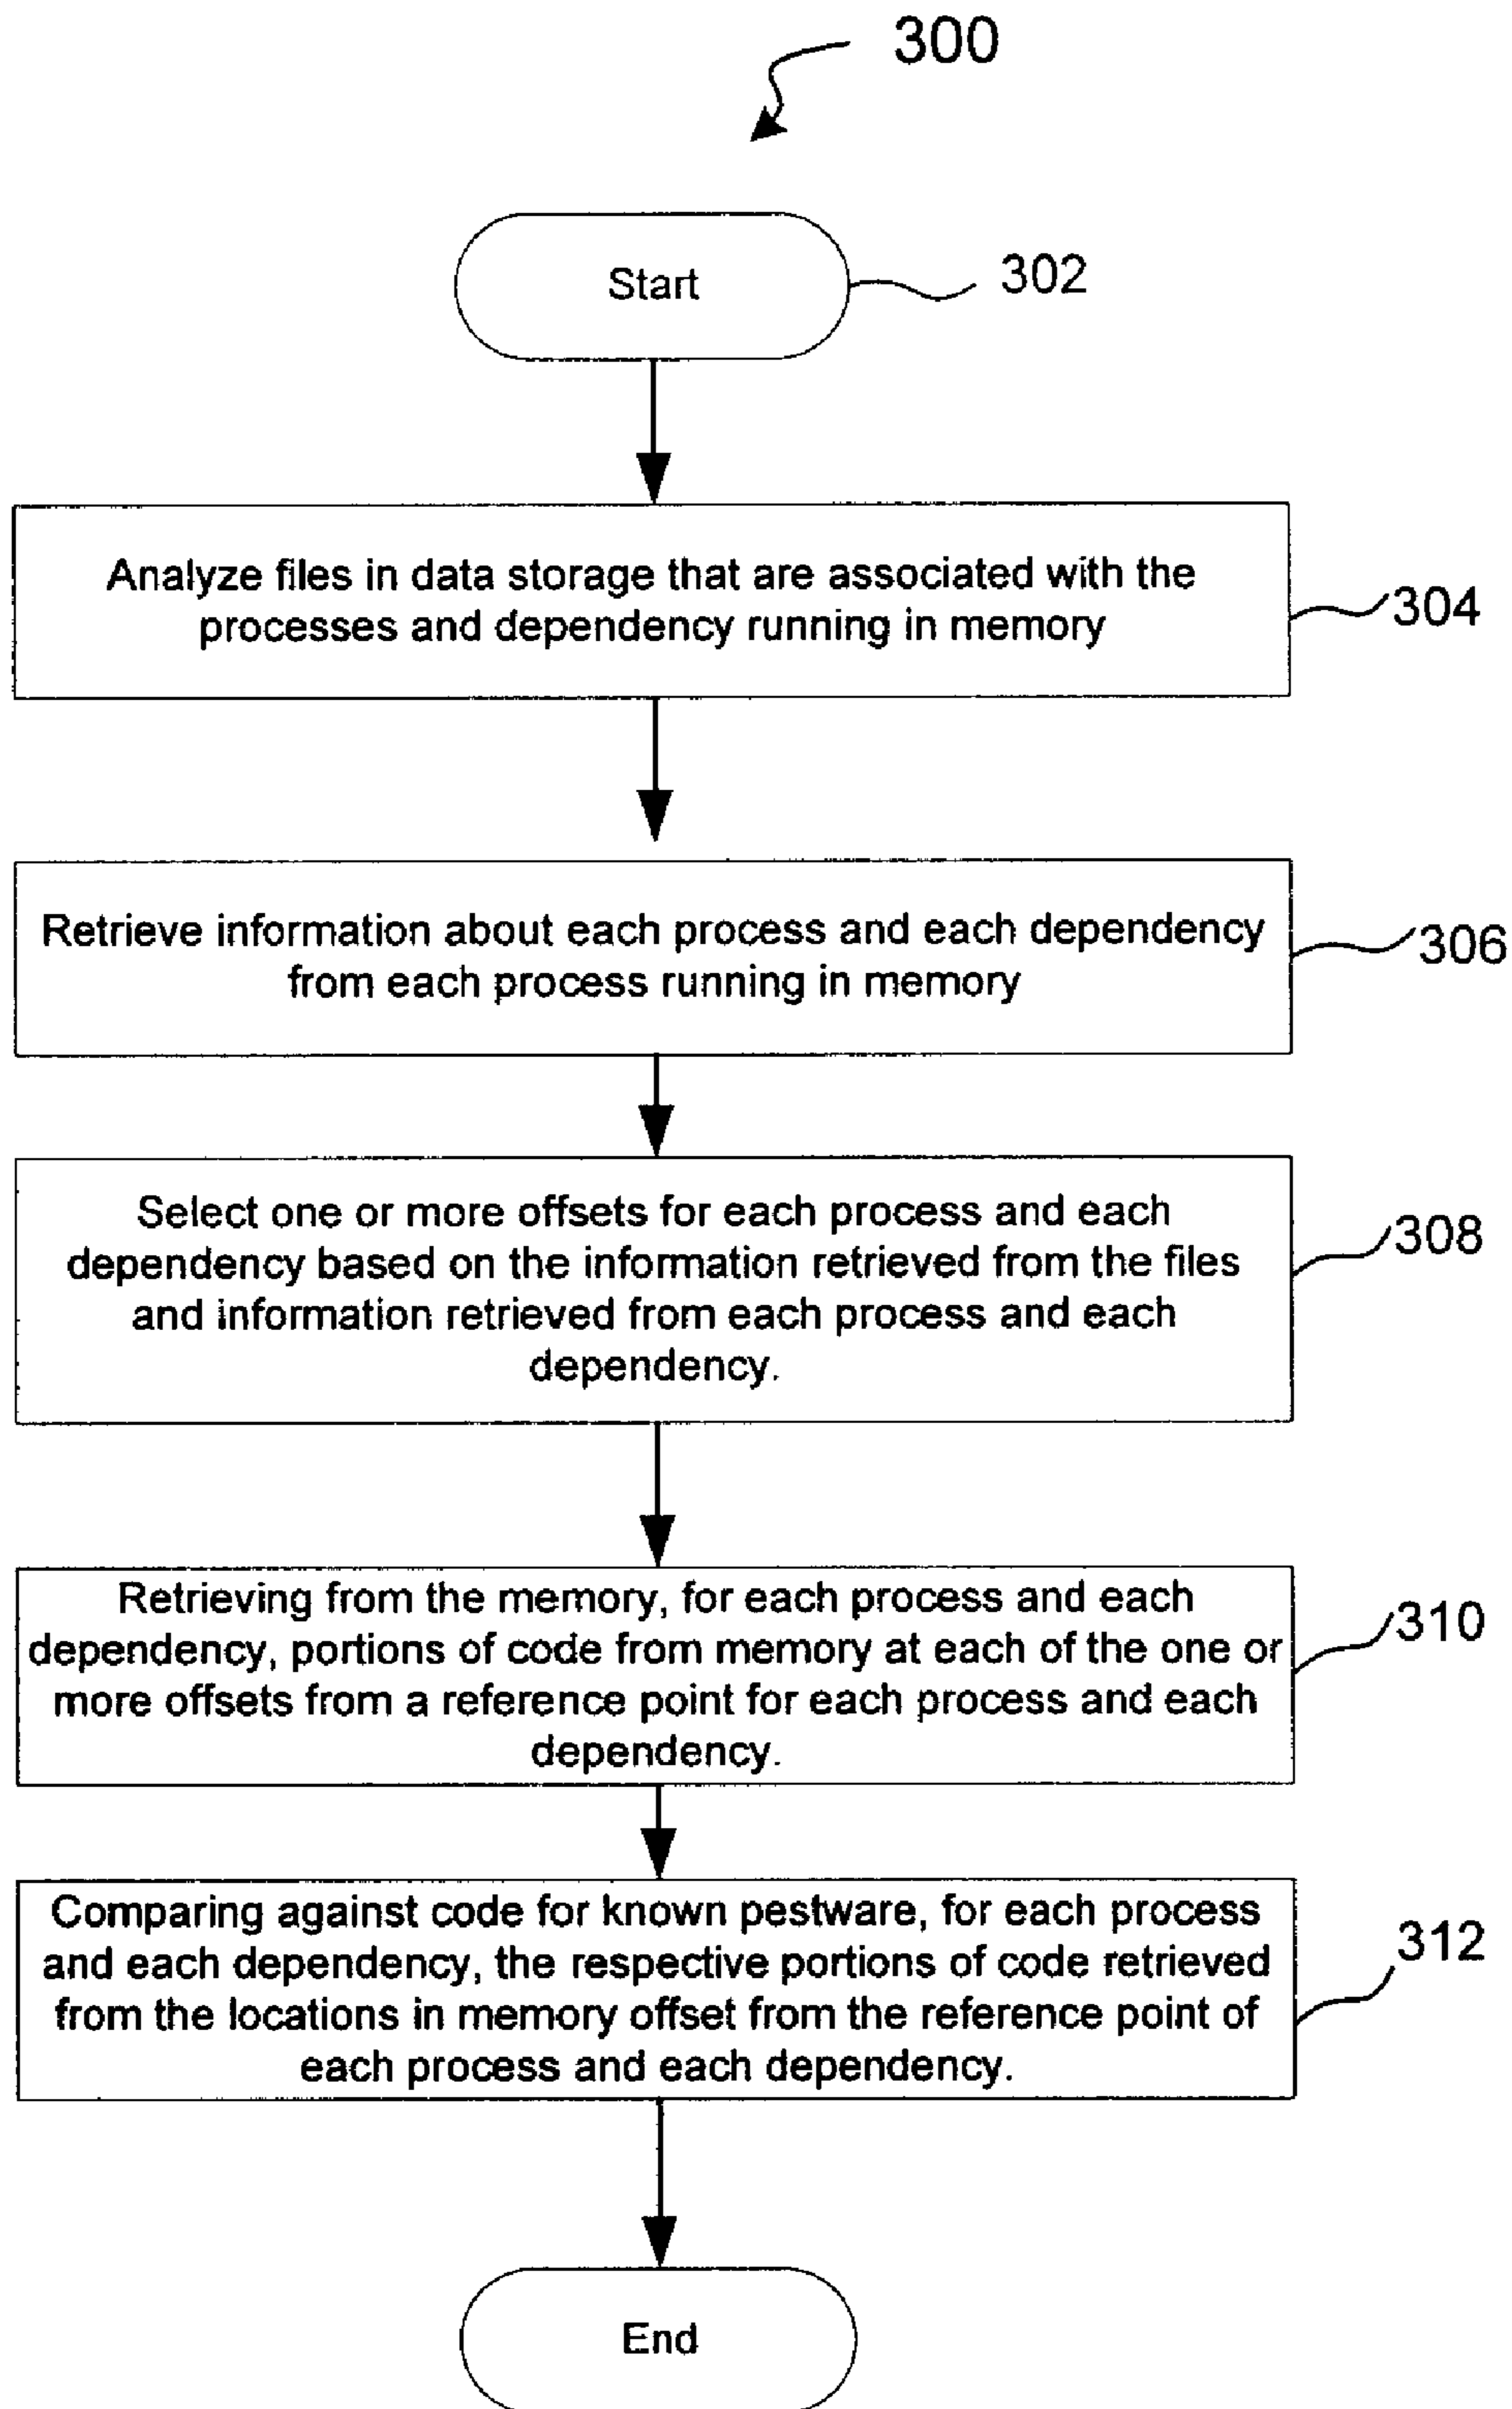 300
Start
302
Analyze files in data storage that are associated with the
processes and dependency running in memory
304
Retrieve information about each process and each dependency
from each process running in memory
306
Select one or more offsets for each process and each
dependency based on the information retrieved from the files
and information retrieved from each process and each
dependency.
308
Retrieving from the memory, for each process and each
dependency, portions of code from memory at each of the one or
more offsets from a reference point for each process and each
dependency.
310
Comparing against code for known pestware, for each process
and each dependency, the respective portions of code retrieved
from the locations in memory offset from the reference point of
each process and each dependency.
312
End